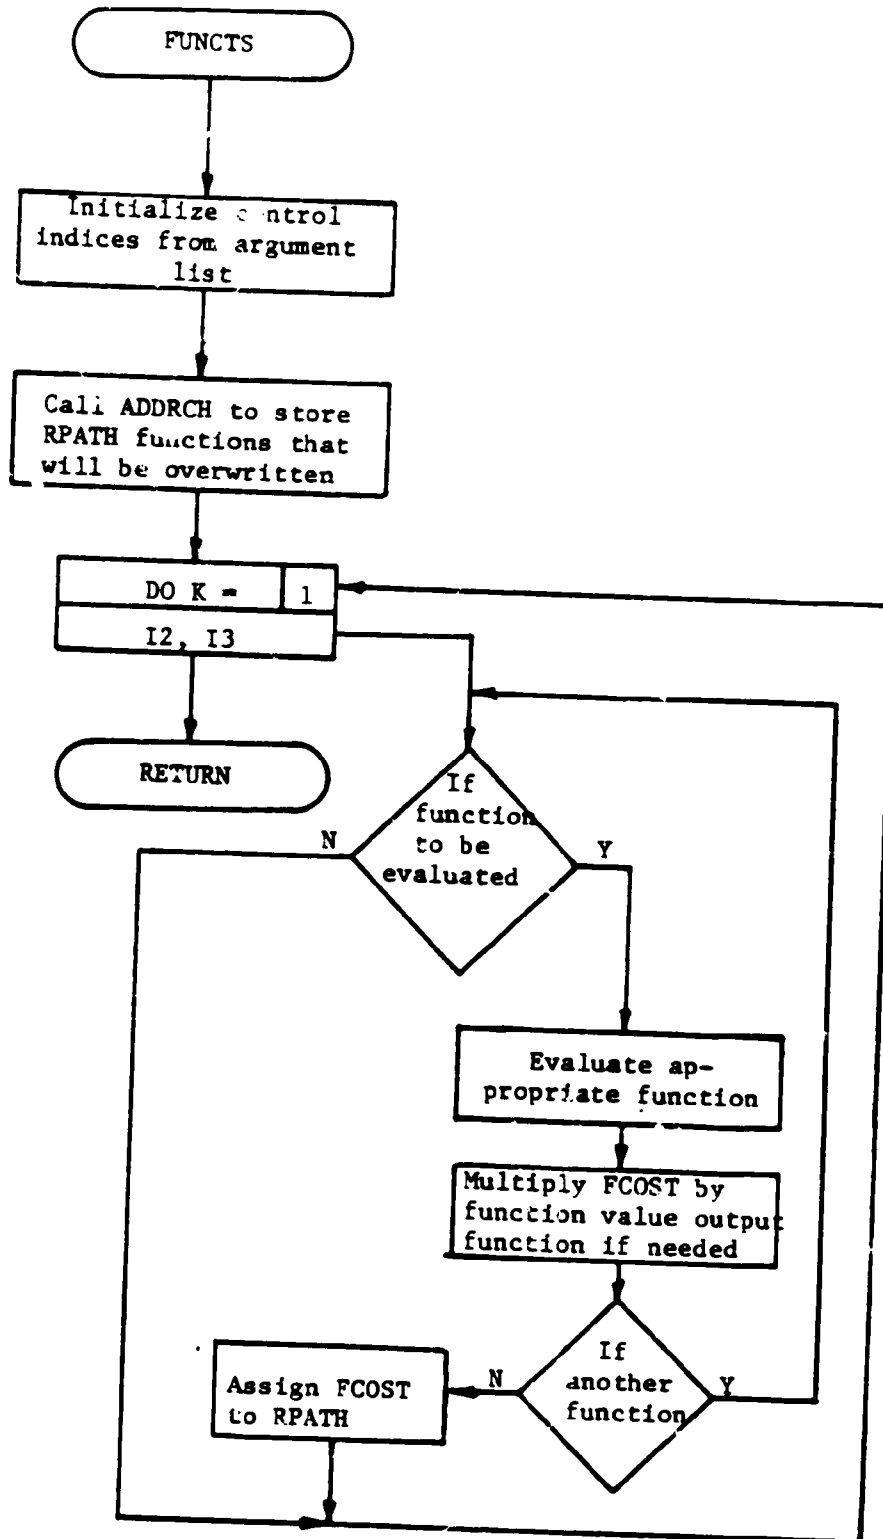 FUNCTS
Initialize control
indices from argument
list
Call ADDRCH to store
RPATH functions that
will be overwritten
DO K = 1
I2, I3
RETURN
If
function
to be
evaluated
N
Y
Evaluate ap-
propriate function
Multiply FCOST by
function value output
function if needed
If
another
function
N
Y
Assign FCOST
to RPATH